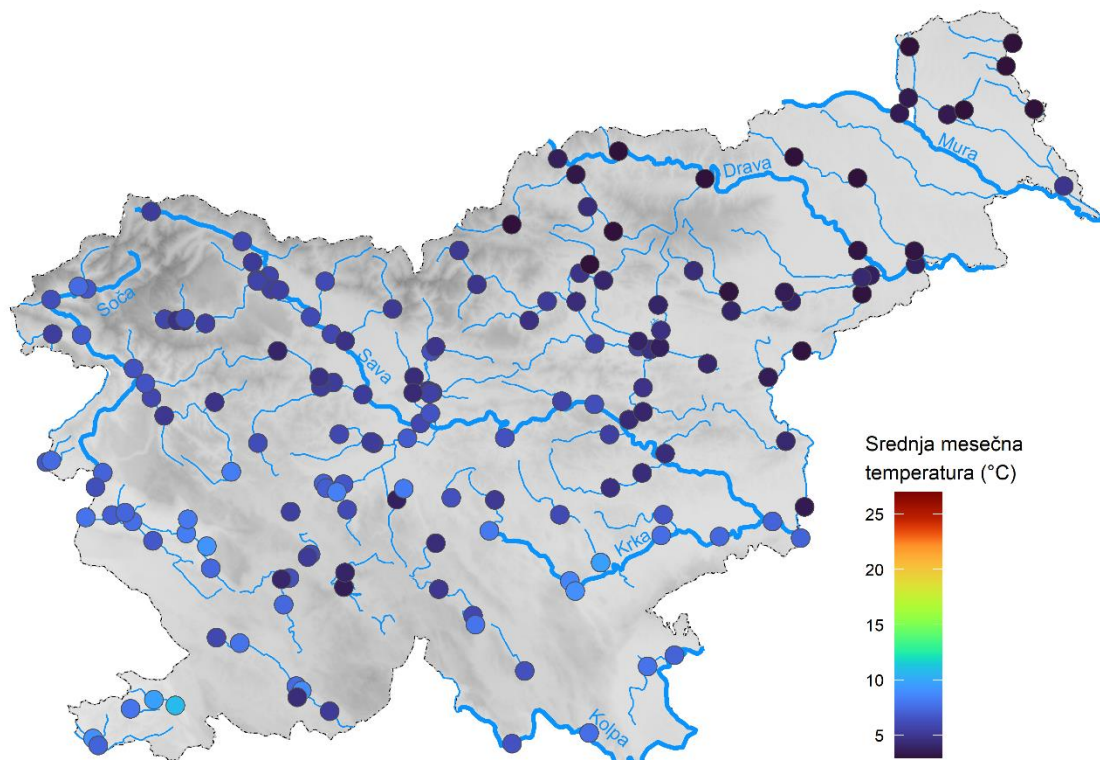 Mura
Drava
Soča
Sava
Krka
Kolpa
Srednja mesečna
temperatura (°C)
25
20
15
10
5